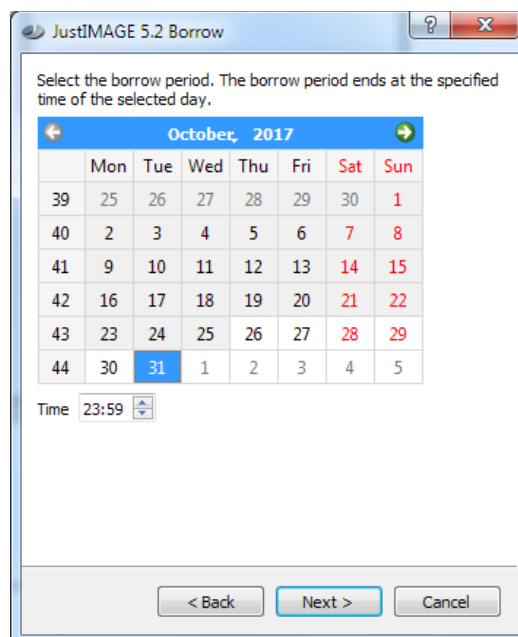 JustIMAGE 5.2 Borrow
Select the borrow period. The borrow period ends at the specified
time of the selected day.
October, 2017
Mon Tue Wed Thu Fri Sat Sun
39 25 26 27 28 29 30 1
40 2 3 4 5 6 7 8
41 9 10 11 12 13 14 15
42 16 17 18 19 20 21 22
43 23 24 25 26 27 28 29
44 30 31 1 2 3 4 5
Time 23:59
< Back Next > Cancel